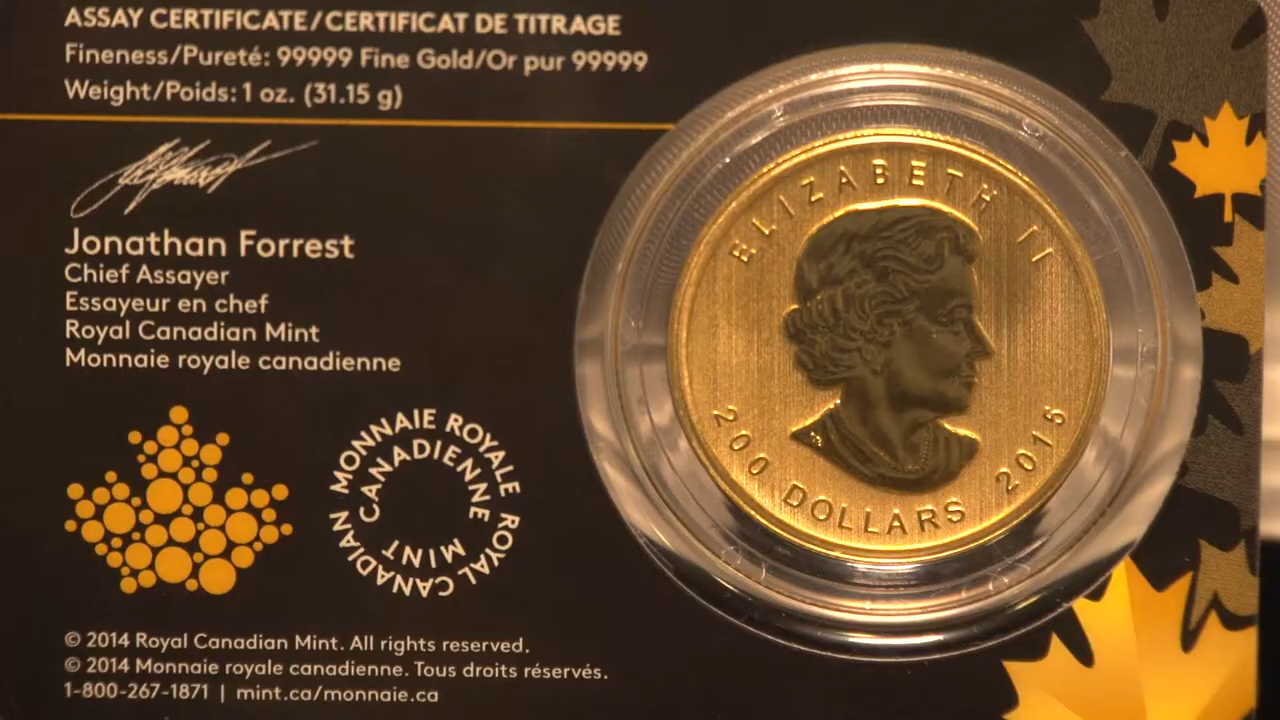 ASSAY CERTIFICATE/CERTIFICAT DE TITRAGE
Fineness/Pureté: 99999 Fine Gold/Or pur 99999
Weight/Poids: 1 oz. (31.15 g)
Jonathan Forrest
Chief Assayer
Essayeur en chef
Royal Canadian Mint
Monnaie royale canadienne
MONNAIE ROYALE CANADIENNE
ROYAL CANADIAN MINT
© 2014 Royal Canadian Mint. All rights reserved.
© 2014 Monnaie royale canadienne. Tous droits réservés.
1-800-267-1871 | mint.ca/monnaie.ca
ELIZABETH II
200 DOLLARS 2015